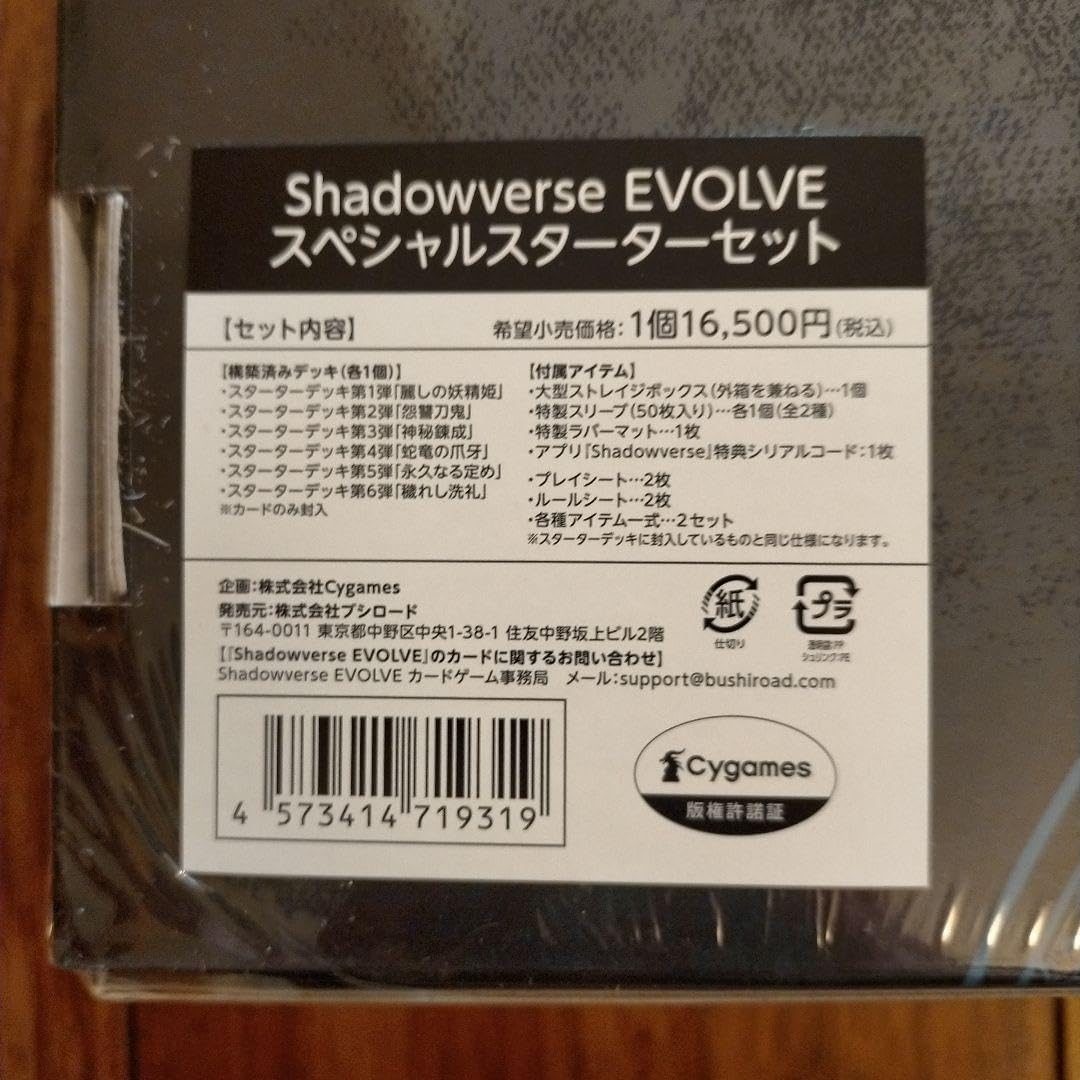 Shadowverse EVOLVE
スペシャルスターターセット
【セット内容】
希望小売価格:1個16,500円(税込)
【構築済みデッキ(各1個)】
・スターターデッキ第1弾「麗しの妖精姫」
・スターターデッキ第2弾「怨讐刀鬼」
・スターターデッキ第3弾「神秘錬成」
・スターターデッキ第4弾「蛇竜の爪牙」
・スターターデッキ第5弾「永久なる定め」
・スターターデッキ第6弾「穢れし洗礼」
※カードのみ封入
【付属アイテム】
・大型ストレイジボックス(外箱を兼ねる)…1個
・特製スリーブ(50枚入り)…各1個(全2種)
・特製ラバーマット…1枚
・アプリ『Shadowverse』特典シリアルコード:1枚
・プレイシート…2枚
・ルールシート…2枚
・各種アイテム一式…2セット
※スターターデッキに封入しているものと同じ仕様になります。
企画:株式会社Cygames
発売元:株式会社ブシロード
〒164-0011 東京都中野区中央1-38-1 住友中野坂上ビル2階
【『Shadowverse EVOLVE』のカードに関するお問い合わせ】
Shadowverse EVOLVE カードゲーム事務局 メール:support@bushiroad.com
紙
仕切り
プラ
透明袋:PP
シュリンク:PE
4 573414 719319
Cygames
版権許諾証